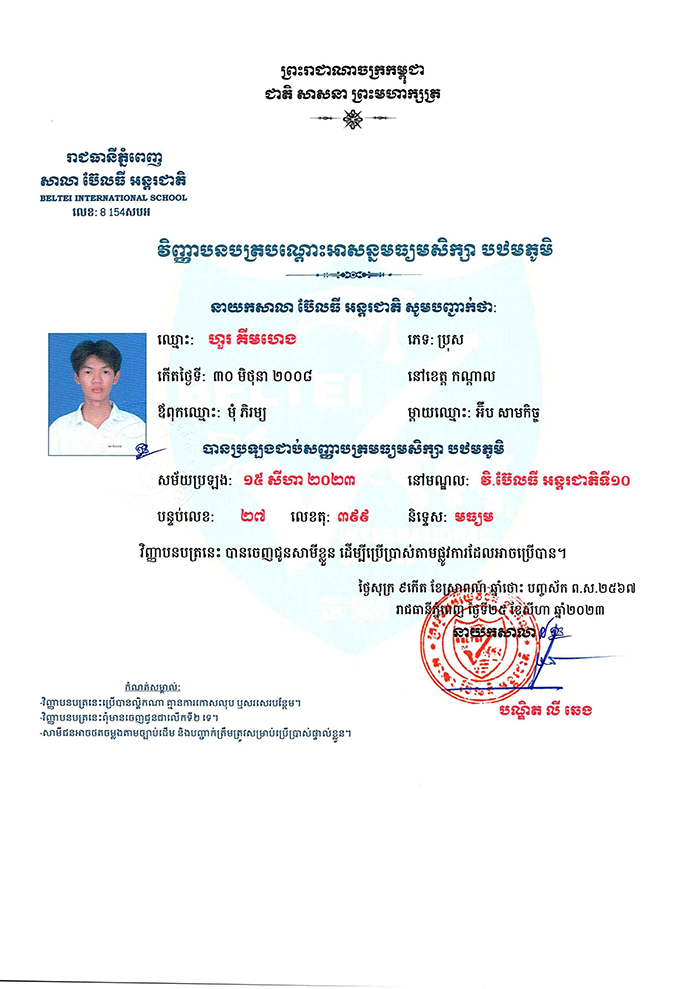 ព្រះរាជាណាចក្រកម្ពុជា
ជាតិ សាសនា ព្រះមហាក្សត្រ
រាជធានីភ្នំពេញ
សាលា ប៊ែលធី អន្តរជាតិ
BELTEI INTERNATIONAL SCHOOL
លេខ: 8 154សបអ
វិញ្ញាបនបត្របណ្តោះអាសន្នមធ្យមសិក្សា បឋមភូមិ
នាយកសាលា ប៊ែលធី អន្តរជាតិ សូមបញ្ជាក់ថា:
ឈ្មោះ: ហួរ គីមហេង ភេទ: ប្រុស
កើតថ្ងៃទី: ៣០ មិថុនា ២០០៨ នៅខេត្ត កណ្តាល
ឪពុកឈ្មោះ: មុំ ភិរម្យ ម្តាយឈ្មោះ: អ៊ឹប សាមកិច្ច
បានប្រឡងជាប់សញ្ញាបត្រមធ្យមសិក្សា បឋមភូមិ
សម័យប្រឡង: ១៥ សីហា ២០២៣ នៅមណ្ឌល: វិ.ប៊ែលធី អន្តរជាតិទី១០
បន្ទប់លេខ: ២៧ លេខតុ: ៣៩៩ និទ្ទេស: មធ្យម
វិញ្ញាបនបត្រនេះ បានចេញជូនសាមីខ្លួន ដើម្បីប្រើប្រាស់តាមផ្លូវការដែលអាចប្រើបាន។
ថ្ងៃសុក្រ ៩កើត ខែស្រាពណ៍ ឆ្នាំថោះ បញ្ចស័ក ព.ស.២៥៦៧
រាជធានីភ្នំពេញ ថ្ងៃទី២៥ ខែសីហា ឆ្នាំ២០២៣
នាយកសាលា
BELTEI
បណ្ឌិត លី ឆេង
កំណត់សម្គាល់:
-វិញ្ញាបនបត្រនេះប្រើបានល្អិកណា គ្មានការកោសលុប ឬសរសេរបន្ថែម។
-វិញ្ញាបនបត្រនេះពុំមានចេញជូនជាលើកទី២ ទេ។
-សាមីជនអាចថតចម្លងតាមច្បាប់ដើម និងបញ្ជាក់ត្រឹមត្រូវសម្រាប់ប្រើប្រាស់ផ្ទាល់ខ្លួន។